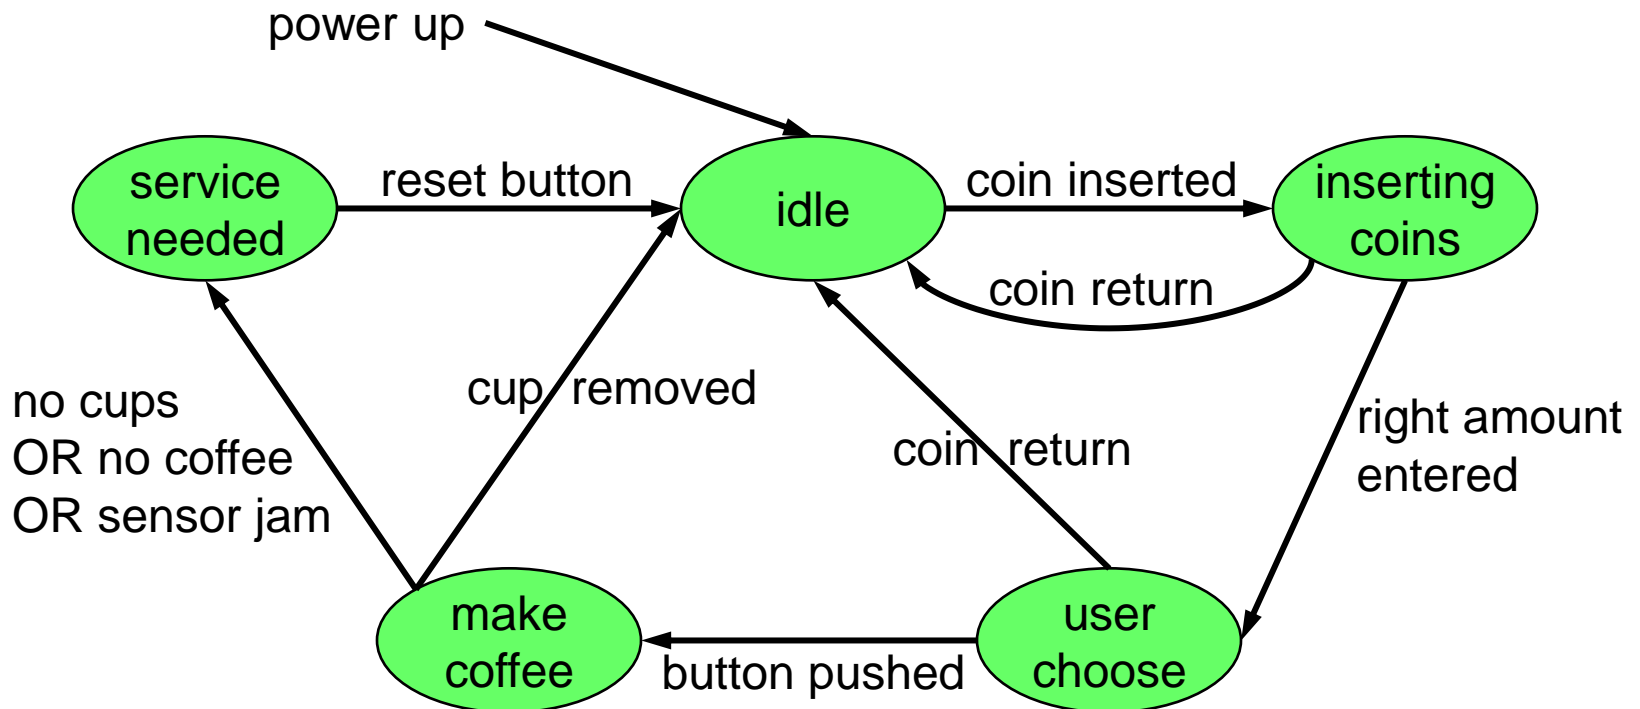 power up
service
needed
reset button
idle
coin inserted
inserting
coins
coin return
no cups
OR no coffee
OR sensor jam
cup removed
coin return
right amount
entered
make
coffee
button pushed
user
choose